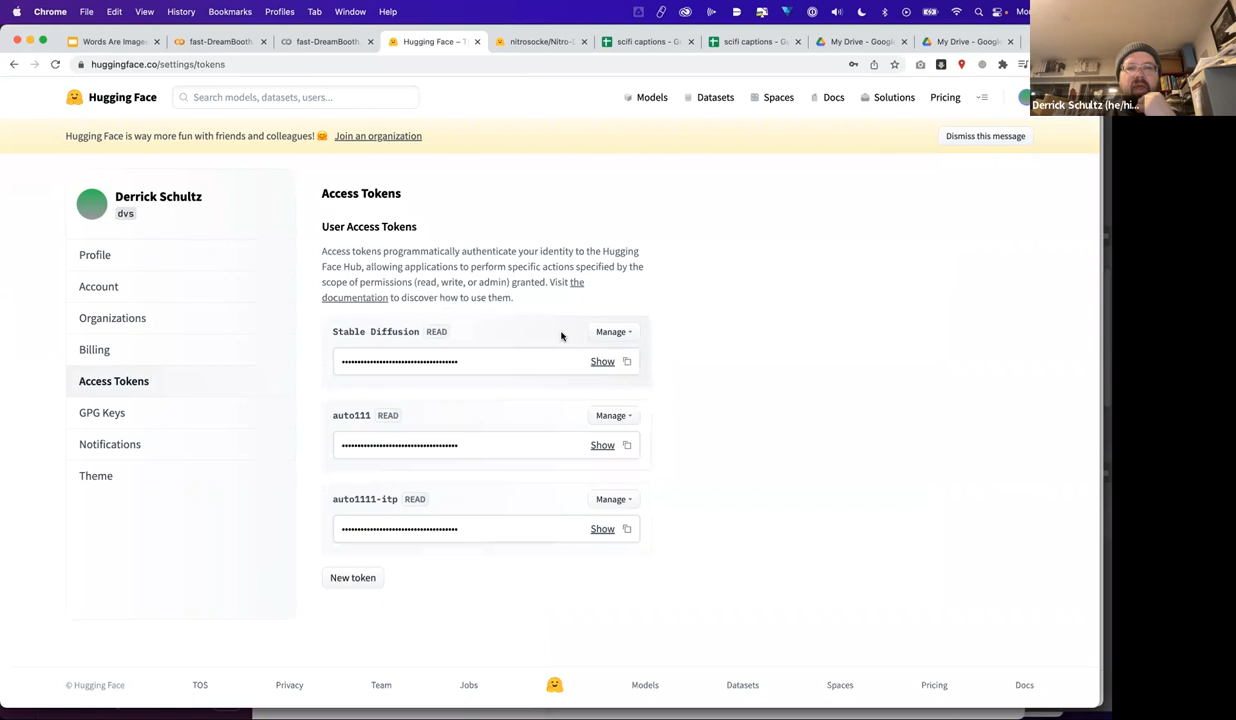 Chrome File Edit View History Bookmarks Profiles Tab Window Help
Words Are Image
fast-DreamBooth
fast-DreamBooth.
Hugging Face – T
nitrosocke/Nitro-D
scifi captions - Go
scifi captions - Go
My Drive - Google
My Drive - Google
huggingface.co/settings/tokens
Derrick Schultz (he/hi...
Hugging Face
Search models, datasets, users...
Models
Datasets
Spaces
Docs
Solutions
Pricing
Hugging Face is way more fun with friends and colleagues! 🤗 Join an organization
Dismiss this message
Derrick Schultz
dvs
Profile
Account
Organizations
Billing
Access Tokens
GPG Keys
Notifications
Theme
Access Tokens
User Access Tokens
Access tokens programmatically authenticate your identity to the Hugging
Face Hub, allowing applications to perform specific actions specified by the
scope of permissions (read, write, or admin) granted. Visit the
documentation to discover how to use them.
Stable Diffusion READ Manage
•••••••••••••••••••••••••••••••••••••
Show
auto111 READ Manage
•••••••••••••••••••••••••••••••••••••
Show
auto1111-itp READ Manage
•••••••••••••••••••••••••••••••••••••
Show
New token
© Hugging Face
TOS
Privacy
Team
Jobs
Models
Datasets
Spaces
Pricing
Docs